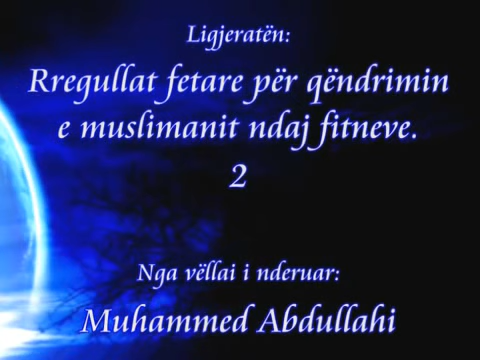 Ligjeratën:
Rregullat fetare për qëndrimin
e muslimanit ndaj fitneve.
2
Nga vëllai i nderuar:
Muhammed Abdullahi